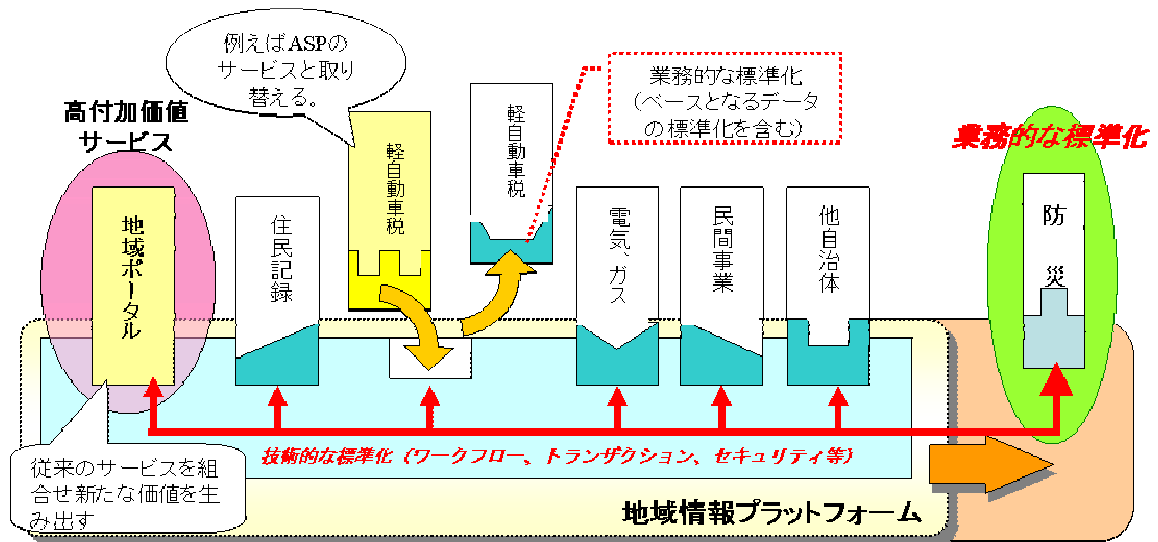 例えばASPの
サービスと取り
替える。
業務的な標準化
（ベースとなるデータ
の標準化を含む）
高付加価値
サービス
業務的な標準化
地域ポータル
住民記録
軽自動車税
軽自動車税
電気、ガス
民間事業
他自治体
防災
技術的な標準化（ワークフロー、トランザクション、セキュリティ等）
従来のサービスを組
合せ新たな価値を生
み出す
地域情報プラットフォーム